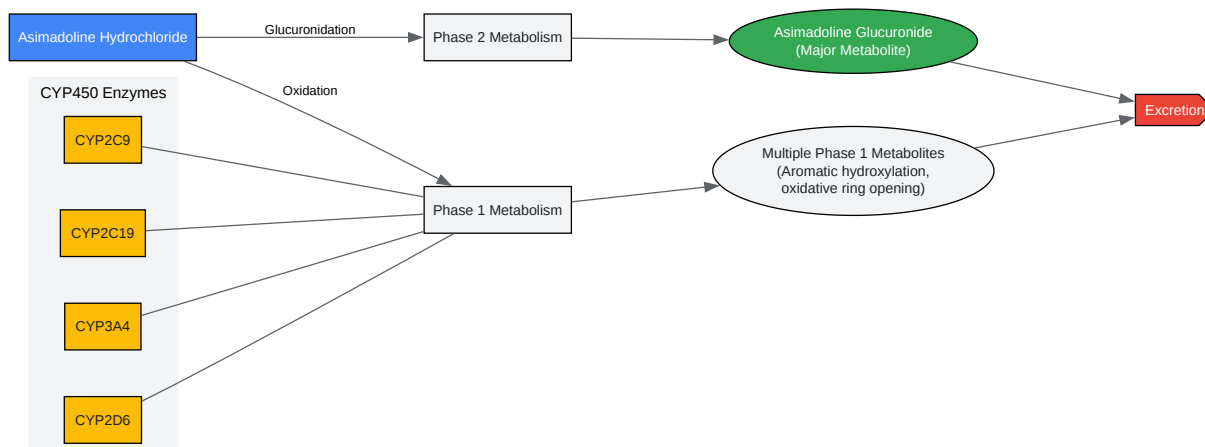 Asimadoline Hydrochloride
Glucuronidation
Phase 2 Metabolism
Asimadoline Glucuronide
(Major Metabolite)
Oxidation
CYP450 Enzymes
CYP2C9
CYP2C19
CYP3A4
CYP2D6
Phase 1 Metabolism
Multiple Phase 1 Metabolites
(Aromatic hydroxylation,
oxidative ring opening)
Excretion